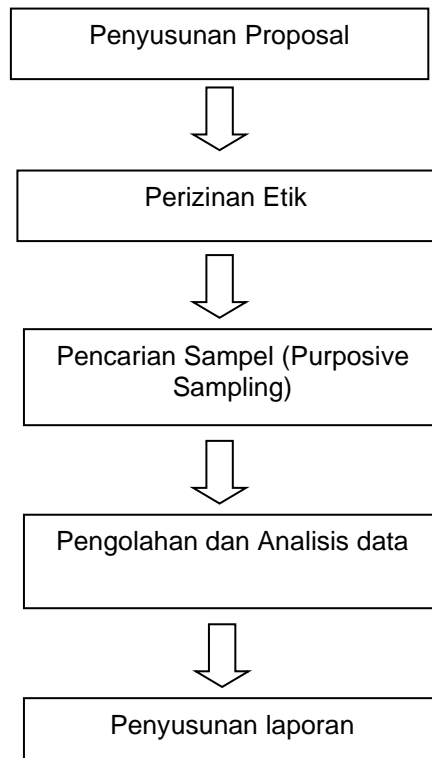 Penyusunan Proposal
Perizinan Etik
Pencarian Sampel (Purposive
Sampling)
Pengolahan dan Analisis data
Penyusunan laporan